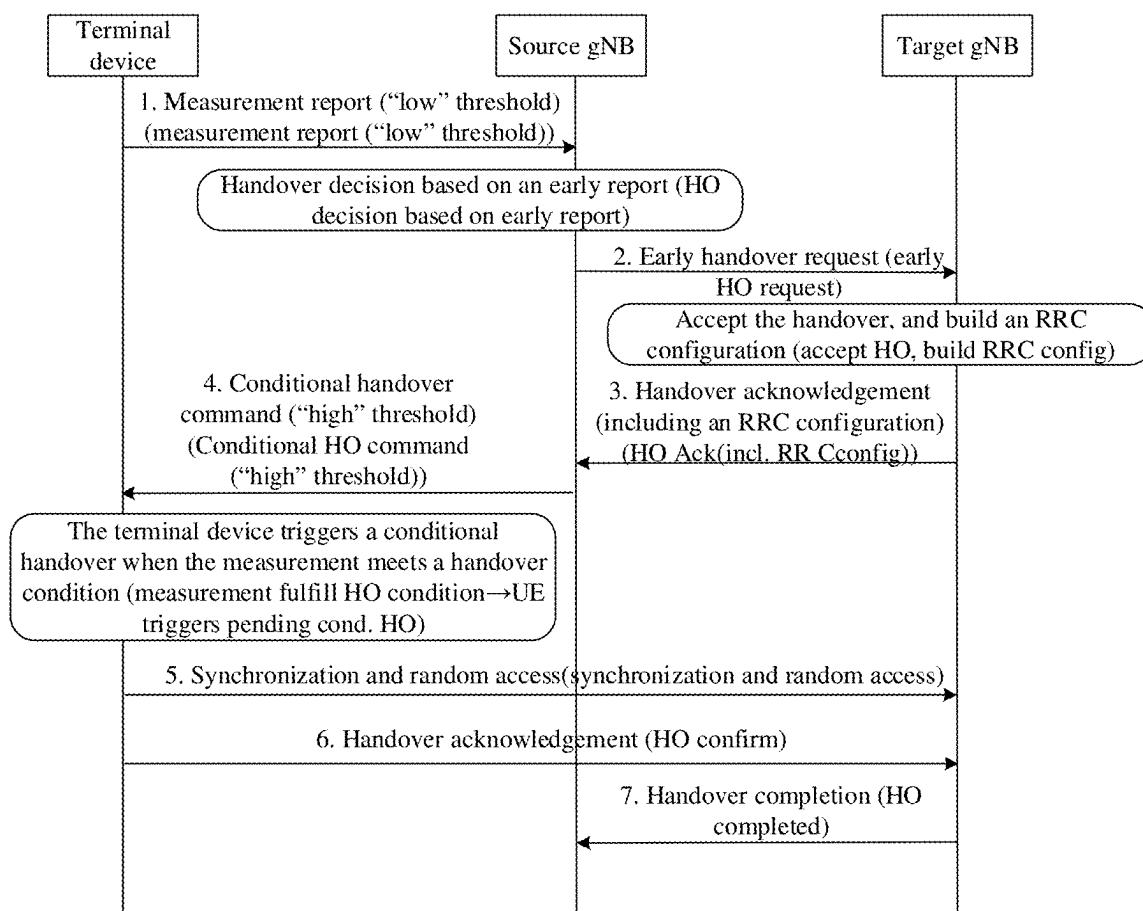 Terminal
device
Source gNB
Target gNB
1. Measurement report (“low” threshold)
(measurement report (“low” threshold))
Handover decision based on an early report (HO
decision based on early report)
2. Early handover request (early
HO request)
Accept the handover, and build an RRC
configuration (accept HO, build RRC config)
3. Handover acknowledgement
(including an RRC configuration)
(HO Ack(incl. RR Cconfig))
4. Conditional handover
command (“high” threshold)
(Conditional HO command
(“high” threshold))
The terminal device triggers a conditional
handover when the measurement meets a handover
condition (measurement fulfill HO condition→UE
triggers pending cond. HO)
5. Synchronization and random access(synchronization and random access)
6. Handover acknowledgement (HO confirm)
7. Handover completion (HO
completed)